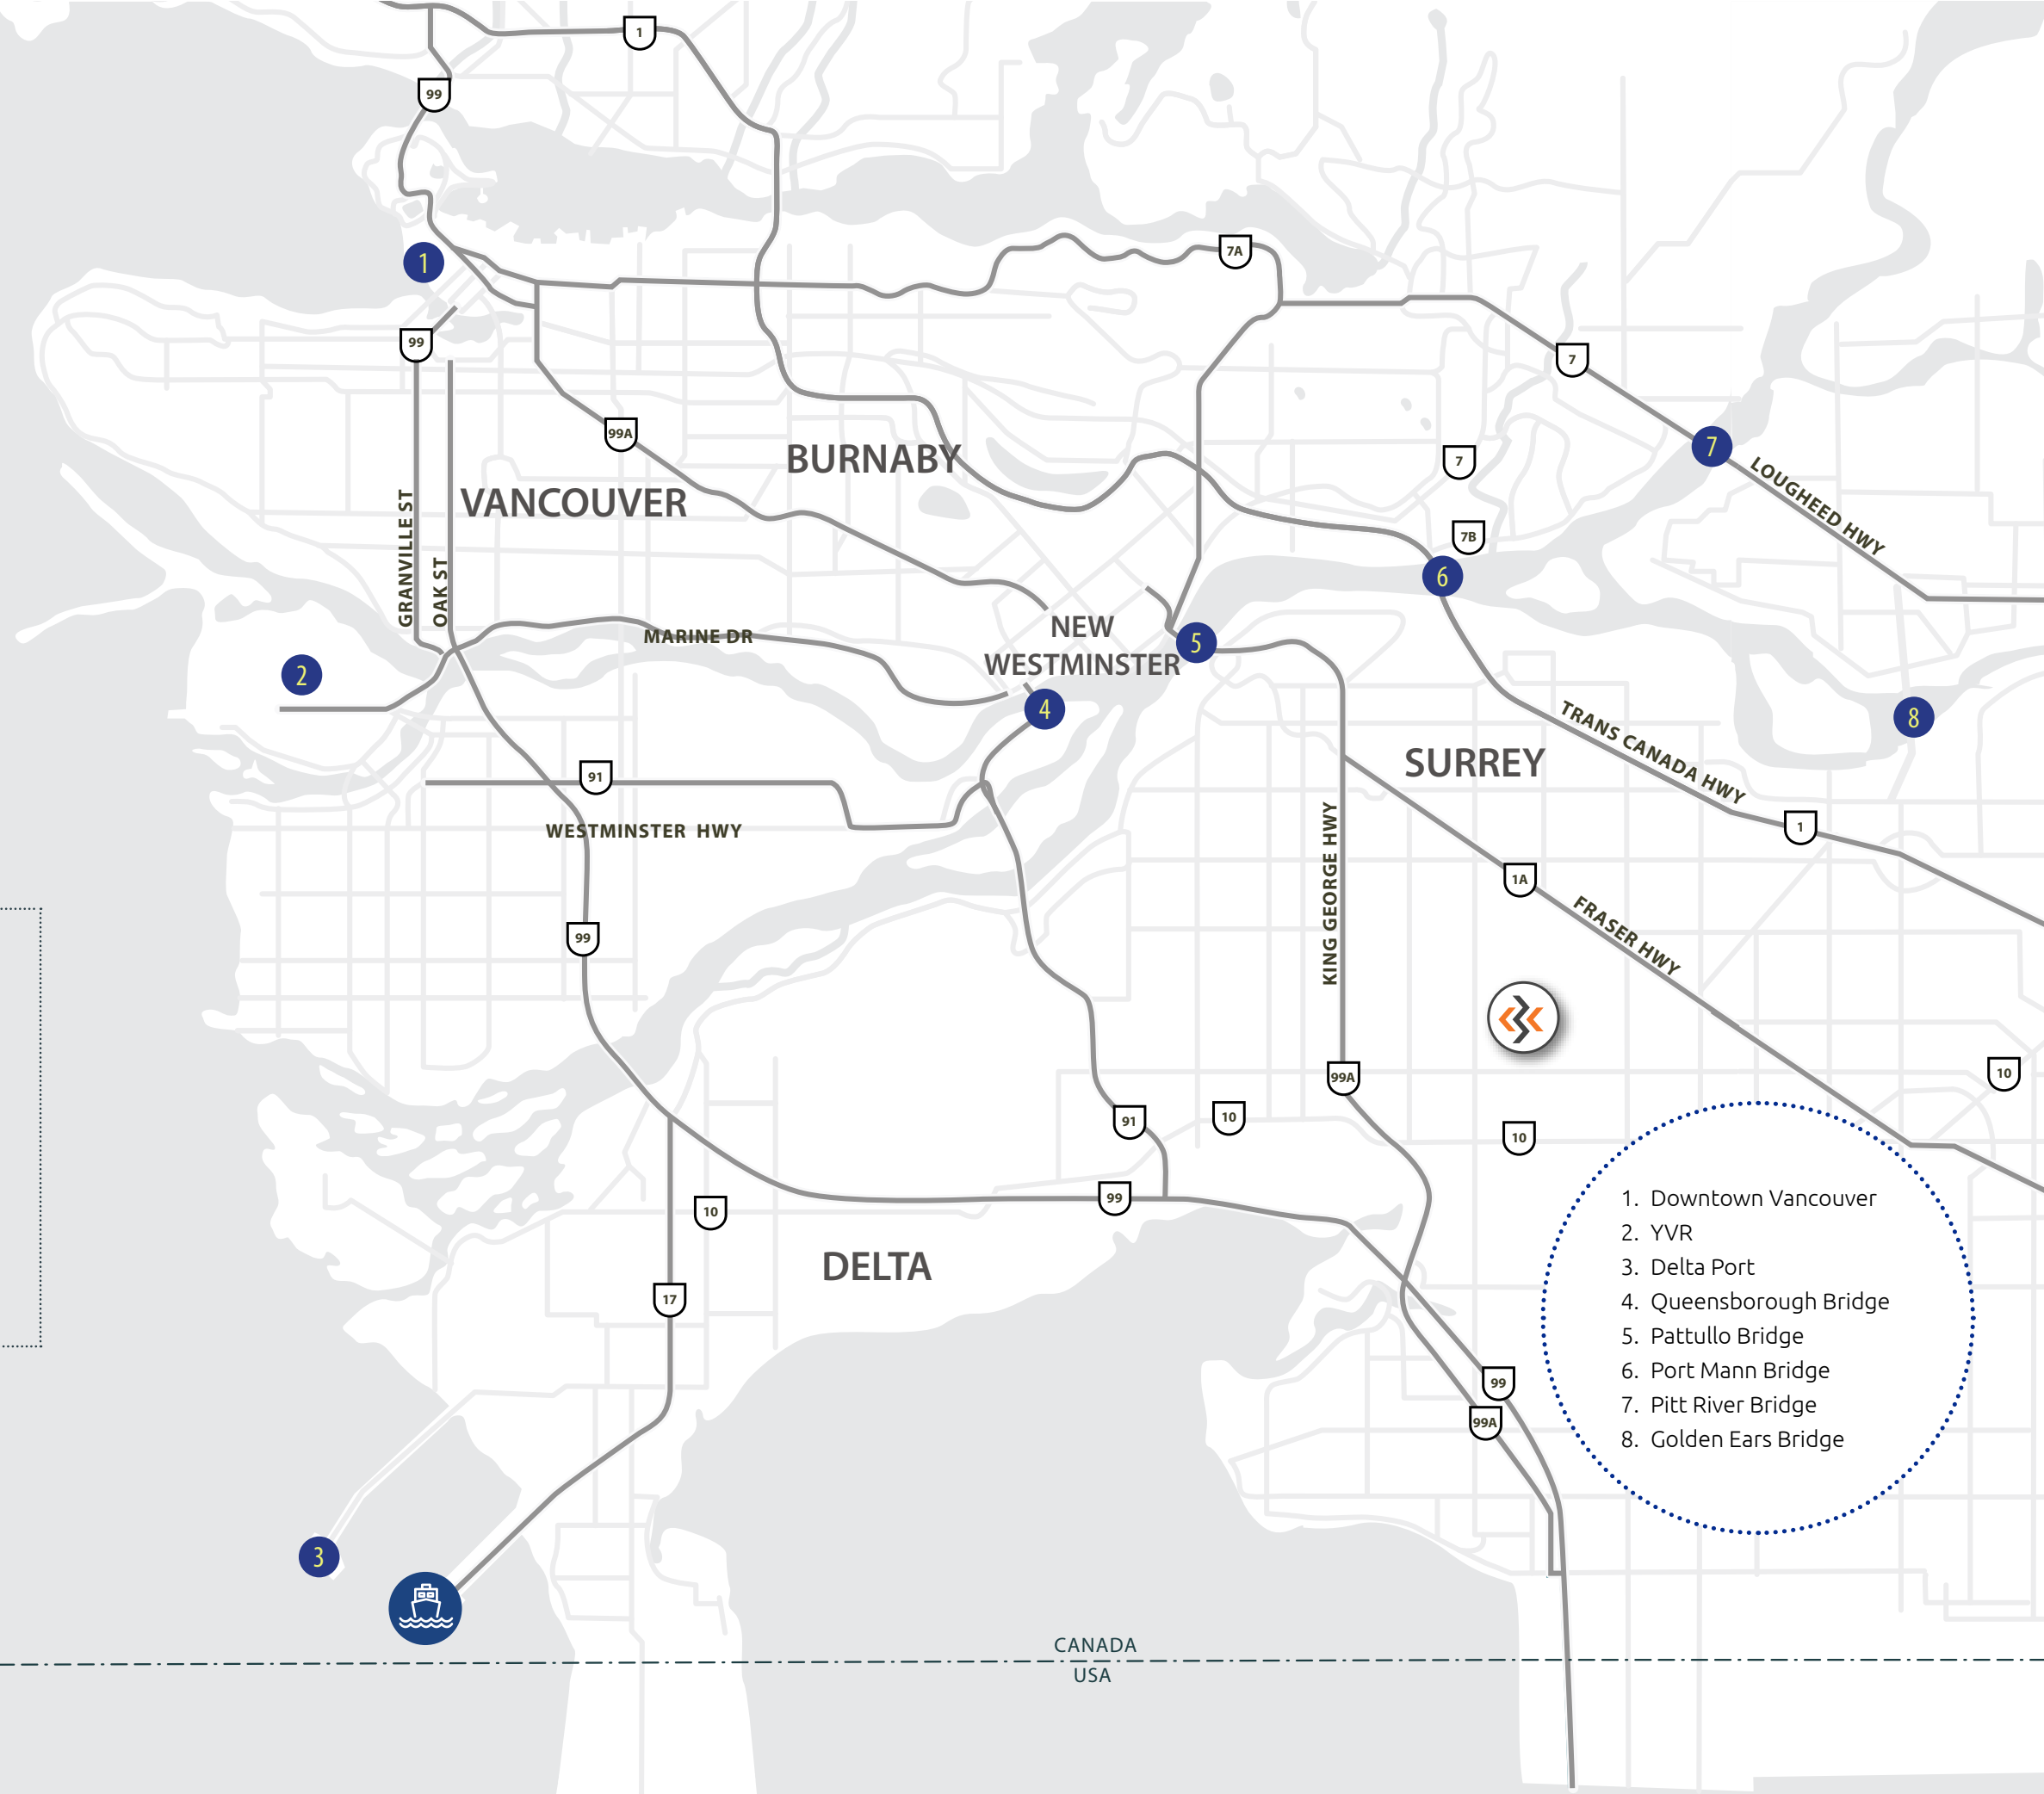 1
99
1
7A
99
7
99A
7
7
BURNABY
LOUGHEED HWY
VANCOUVER
GRANVILLE ST
OAK ST
7B
6
NEW
WESTMINSTER
MARINE DR
5
2
4
8
TRANS CANADA HWY
SURREY
91
WESTMINSTER HWY
1
KING GEORGE HWY
1A
FRASER HWY
99
99A
10
91
10
10
99
10
DELTA
17
1. Downtown Vancouver
2. YVR
3. Delta Port
4. Queensborough Bridge
5. Pattullo Bridge
6. Port Mann Bridge
7. Pitt River Bridge
8. Golden Ears Bridge
99
99A
3
CANADA
USA